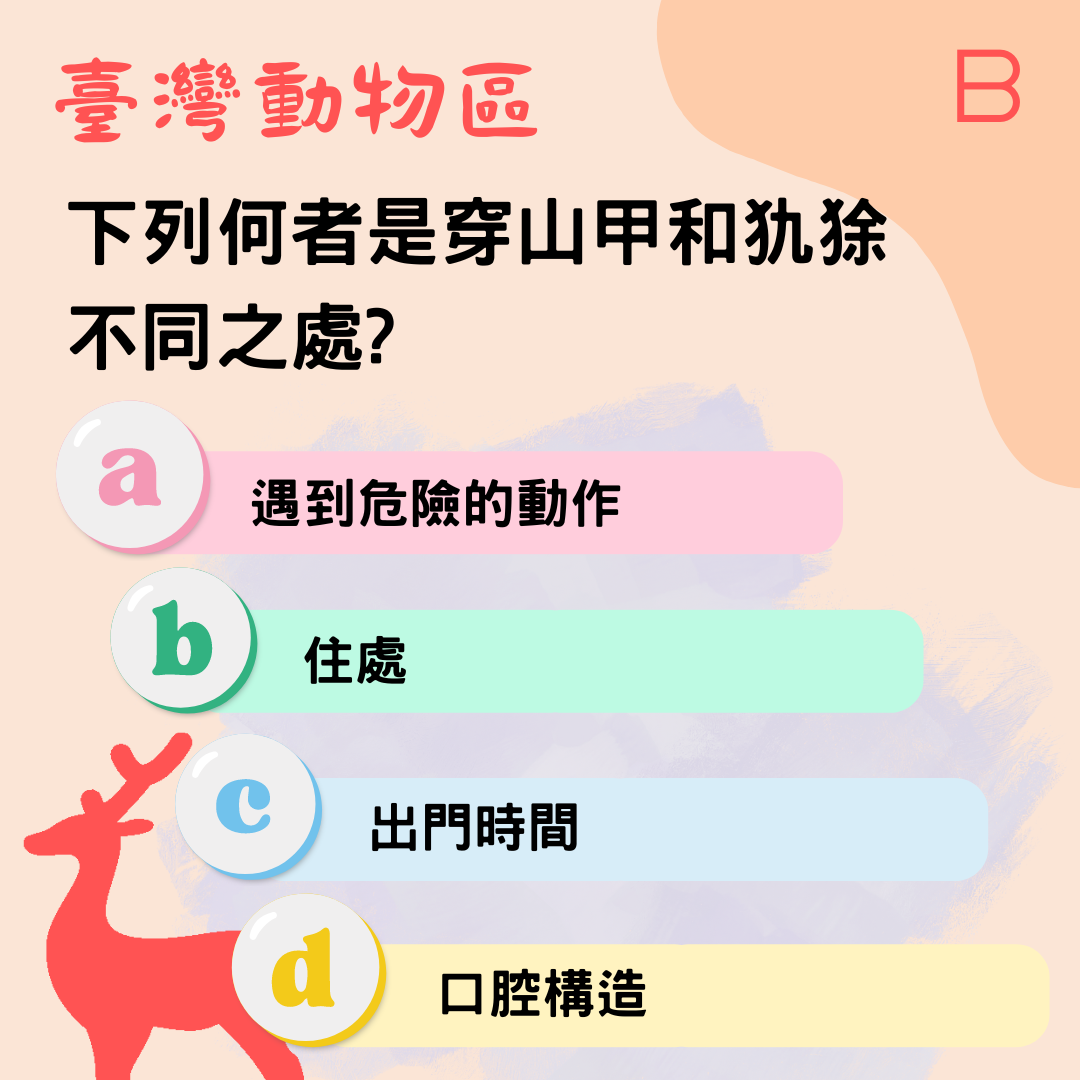 臺灣動物區
B
下列何者是穿山甲和犰狳
不同之處?
a
遇到危險的動作
b
住處
c
出門時間
d
口腔構造